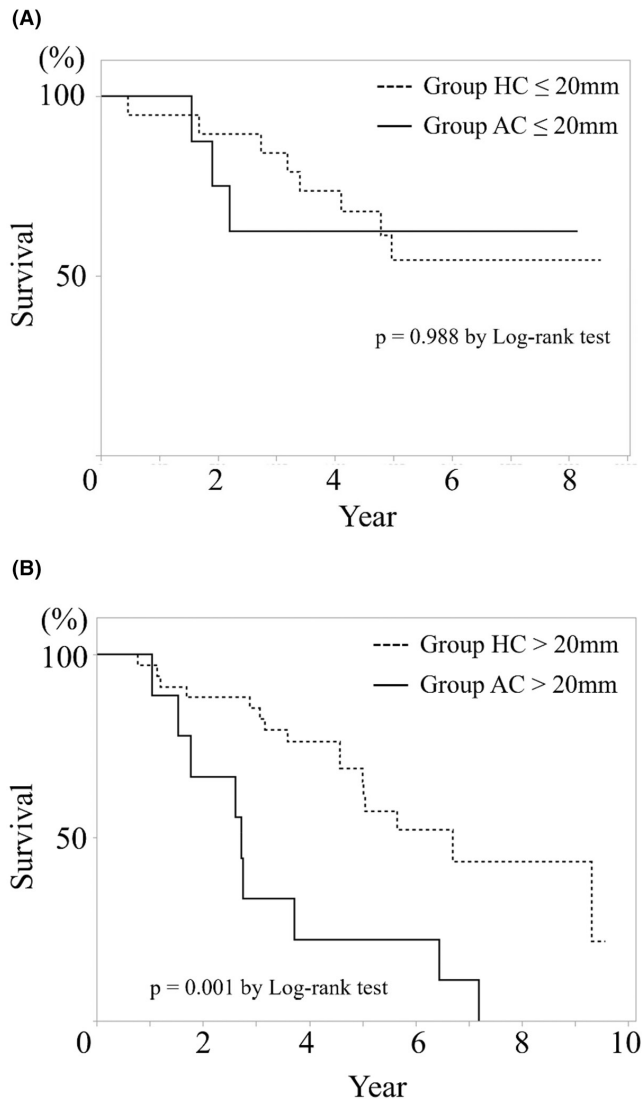 (A)
(%)
100
50
Survival
Group HC ≤ 20mm
Group AC ≤ 20mm
p = 0.988 by Log-rank test
0 2 4 6 8
Year
(B)
(%)
100
50
Survival
Group HC > 20mm
Group AC > 20mm
p = 0.001 by Log-rank test
0 2 4 6 8 10
Year